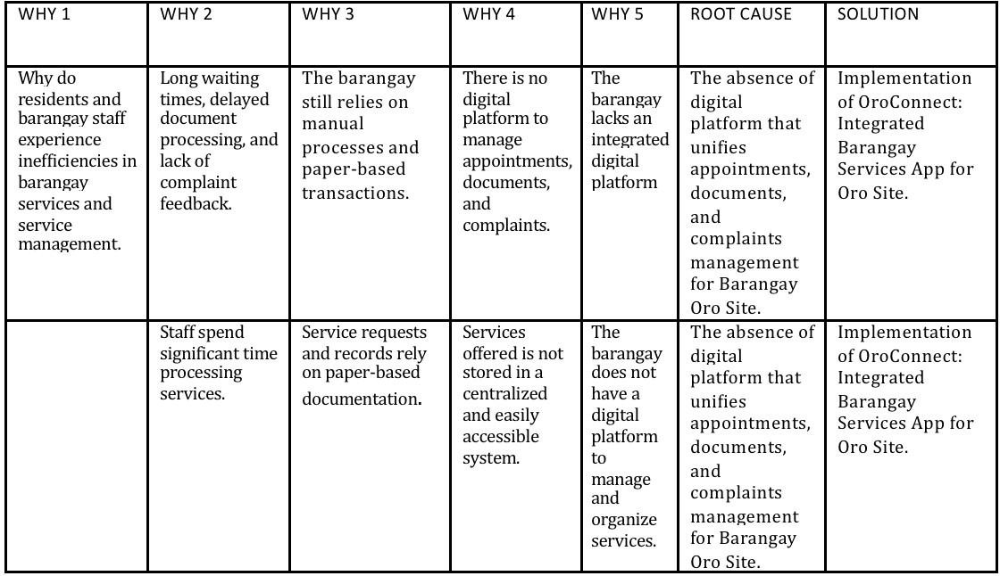 WHY 1
WHY 2
WHY 3
WHY 4
WHY 5
ROOT CAUSE
SOLUTION
Why do
residents and
barangay staff
experience
inefficiencies in
barangay
services and
service
management.
Long waiting
times, delayed
document
processing, and
lack of
complaint
feedback.
The barangay
still relies on
manual
processes and
paper-based
transactions.
There is no
digital
platform to
manage
appointments,
documents,
and
complaints.
The
barangay
lacks an
integrated
digital
platform
The absence of
digital
platform that
unifies
appointments,
documents,
and
complaints
management
for Barangay
Oro Site.
Implementation
of OroConnect:
Integrated
Barangay
Services App for
Oro Site.
Staff spend
significant time
processing
services.
Service requests
and records rely
on paper-based
documentation.
Services
offered is not
stored in a
centralized
and easily
accessible
system.
The
barangay
does not
have a
digital
platform
to
manage
and
organize
services.
The absence of
digital
platform that
unifies
appointments,
documents,
and
complaints
management
for Barangay
Oro Site.
Implementation
of OroConnect:
Integrated
Barangay
Services App for
Oro Site.